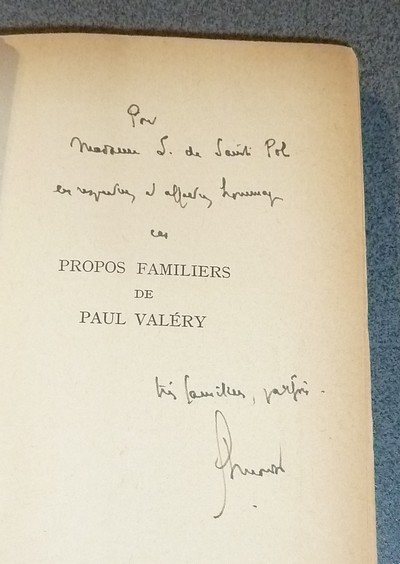 Pour
Madame S. de Saint Pol
en respectueux et affectueux hommage
ces
PROPOS FAMILIERS
DE
PAUL VALÉRY
très familiers, parfois.